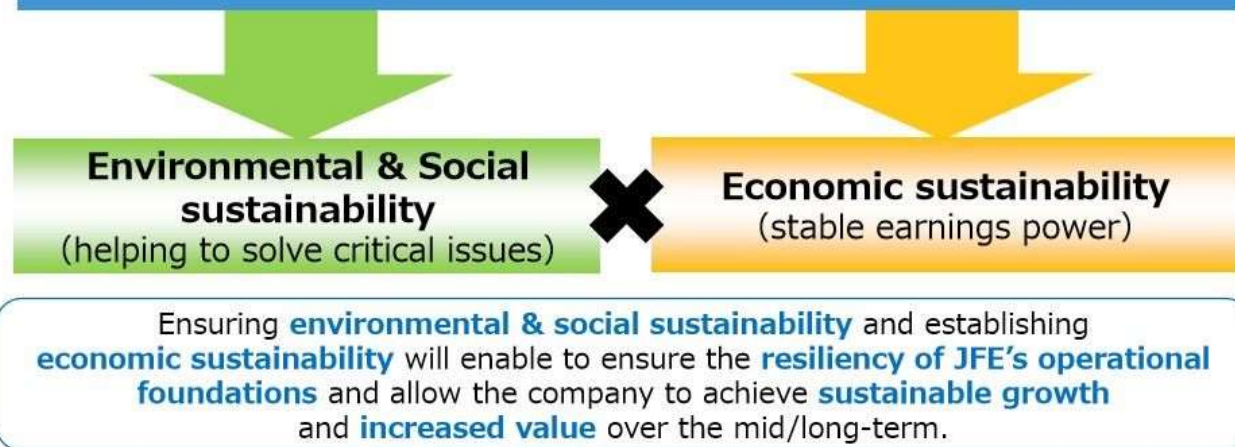 Environmental & Social
sustainability
(helping to solve critical issues)
Economic sustainability
(stable earnings power)
Ensuring environmental & social sustainability and establishing
economic sustainability will enable to ensure the resiliency of JFE’s operational
foundations and allow the company to achieve sustainable growth
and increased value over the mid/long-term.